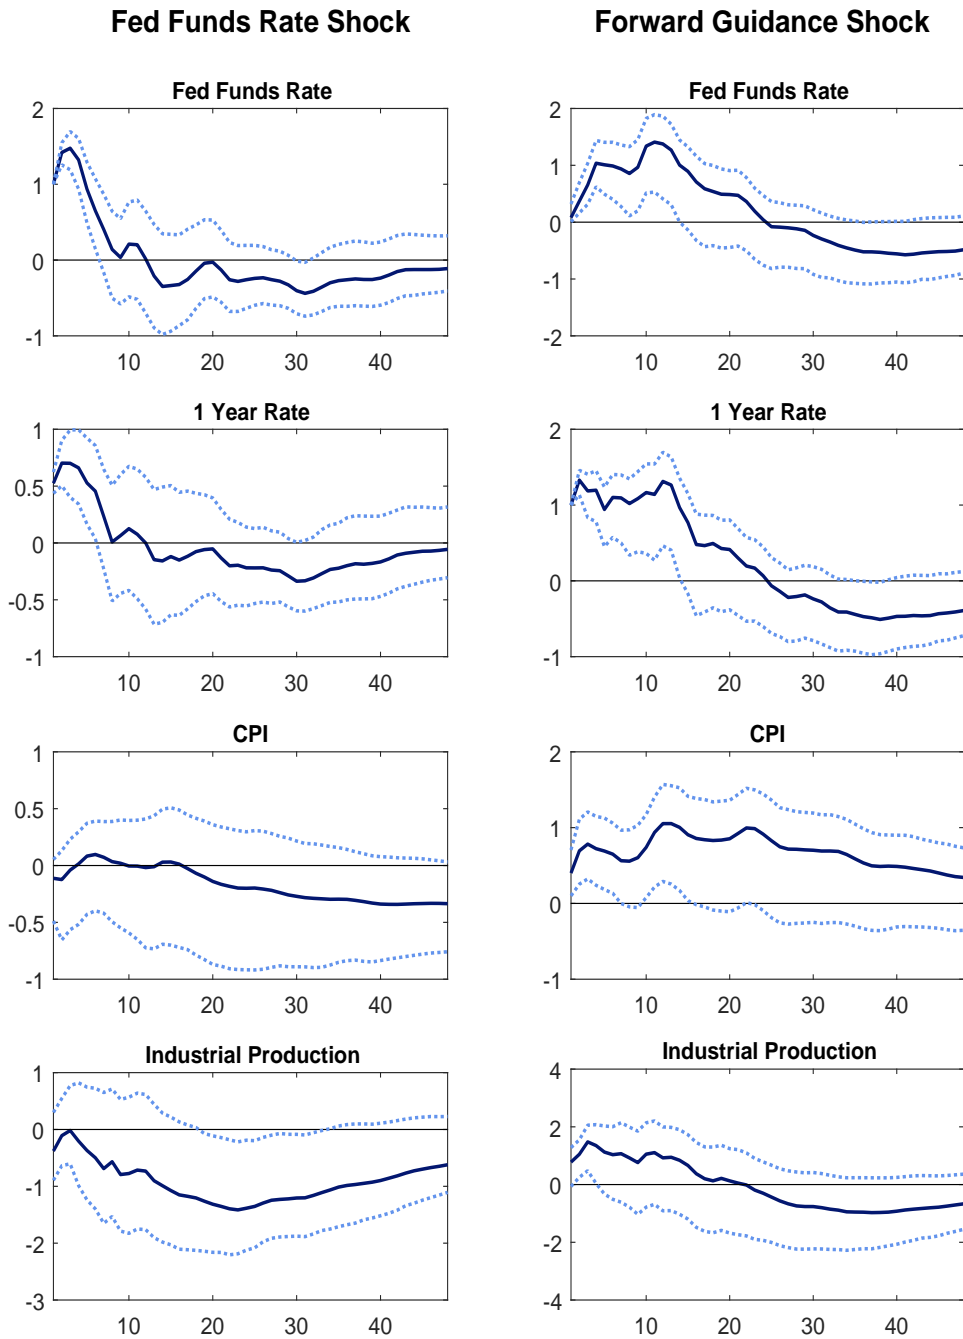 Fed Funds Rate Shock
Forward Guidance Shock
Fed Funds Rate
2
1
0
-1
10 20 30 40
Fed Funds Rate
2
1
0
-1
-2
10 20 30 40
1 Year Rate
1
0.5
0
-0.5
-1
10 20 30 40
1 Year Rate
2
1
0
-1
10 20 30 40
CPI
1
0.5
0
-0.5
-1
10 20 30 40
CPI
2
1
0
-1
10 20 30 40
Industrial Production
1
0
-1
-2
-3
10 20 30 40
Industrial Production
4
2
0
-2
-4
10 20 30 40